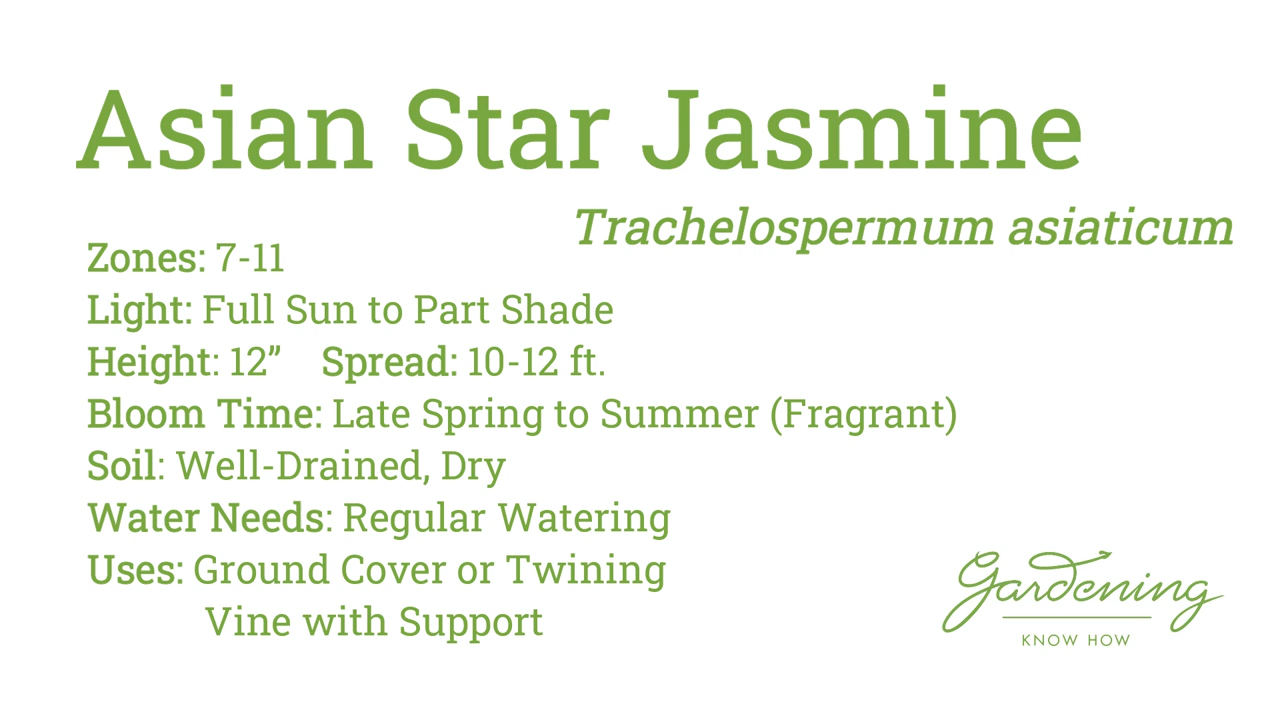 Asian Star Jasmine
Trachelospermum asiaticum
Zones: 7-11
Light: Full Sun to Part Shade
Height: 12” Spread: 10-12 ft.
Bloom Time: Late Spring to Summer (Fragrant)
Soil: Well-Drained, Dry
Water Needs: Regular Watering
Uses: Ground Cover or Twining
Vine with Support
Gardening
KNOW HOW